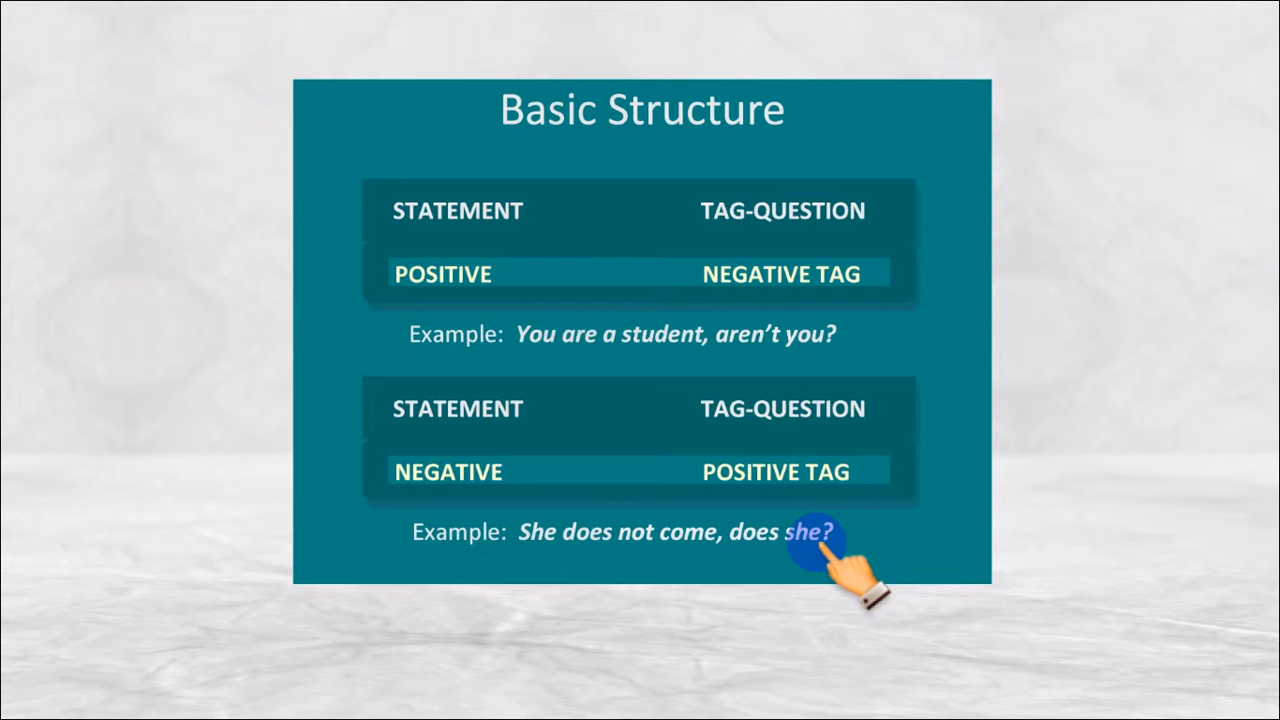 Basic Structure
STATEMENT TAG-QUESTION
POSITIVE NEGATIVE TAG
Example: You are a student, aren’t you?
STATEMENT TAG-QUESTION
NEGATIVE POSITIVE TAG
Example: She does not come, does she?